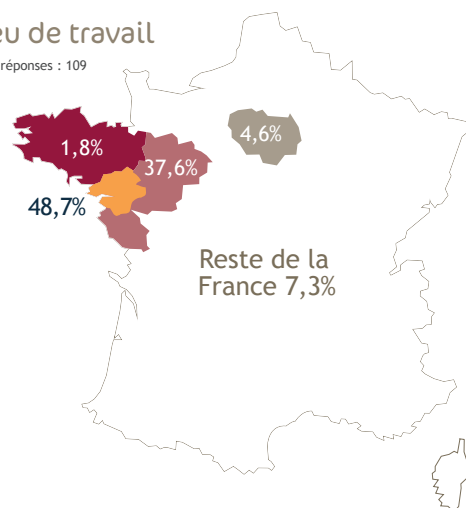 eu de travail
réponses : 109
1,8%
37,6%
4,6%
48,7%
Reste de la
France 7,3%